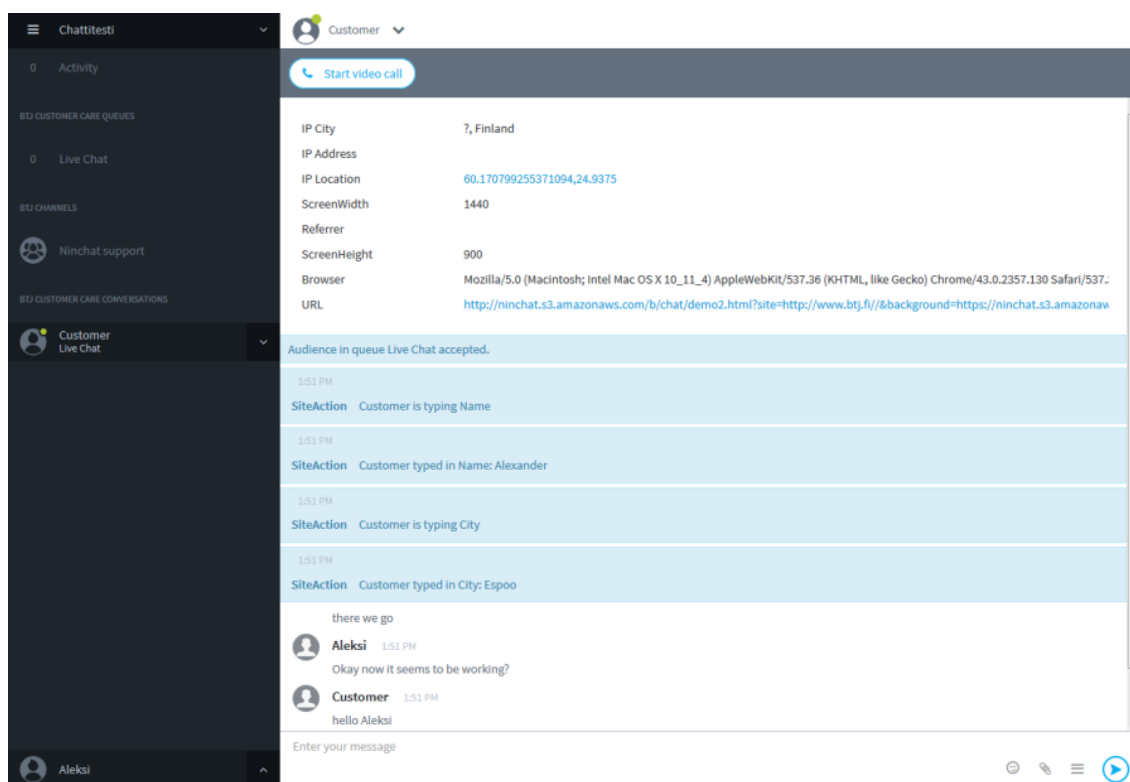 Chattitesti
0 Activity
BTJ CUSTOMER CARE QUEUES
0 Live Chat
BTJ CHANNELS
Ninchat support
BTJ CUSTOMER CARE CONVERSATIONS
Customer
Live Chat
Aleksi
Customer
Start video call
IP City ?, Finland
IP Address
IP Location 60.170799255371094,24.9375
ScreenWidth 1440
Referrer
ScreenHeight 900
Browser Mozilla/5.0 (Macintosh; Intel Mac OS X 10_11_4) AppleWebKit/537.36 (KHTML, like Gecko) Chrome/43.0.2357.130 Safari/537.
URL http://ninchat.s3.amazonaws.com/b/chat/demo2.html?site=http://www.btj.fi//&background=https://ninchat.s3.amazonaw
Audience in queue Live Chat accepted.
1:51 PM
SiteAction Customer is typing Name
1:51 PM
SiteAction Customer typed in Name: Alexander
1:51 PM
SiteAction Customer is typing City
1:51 PM
SiteAction Customer typed in City: Espoo
there we go
Aleksi 1:51 PM
Okay now it seems to be working?
Customer 1:51 PM
hello Aleksi
Enter your message